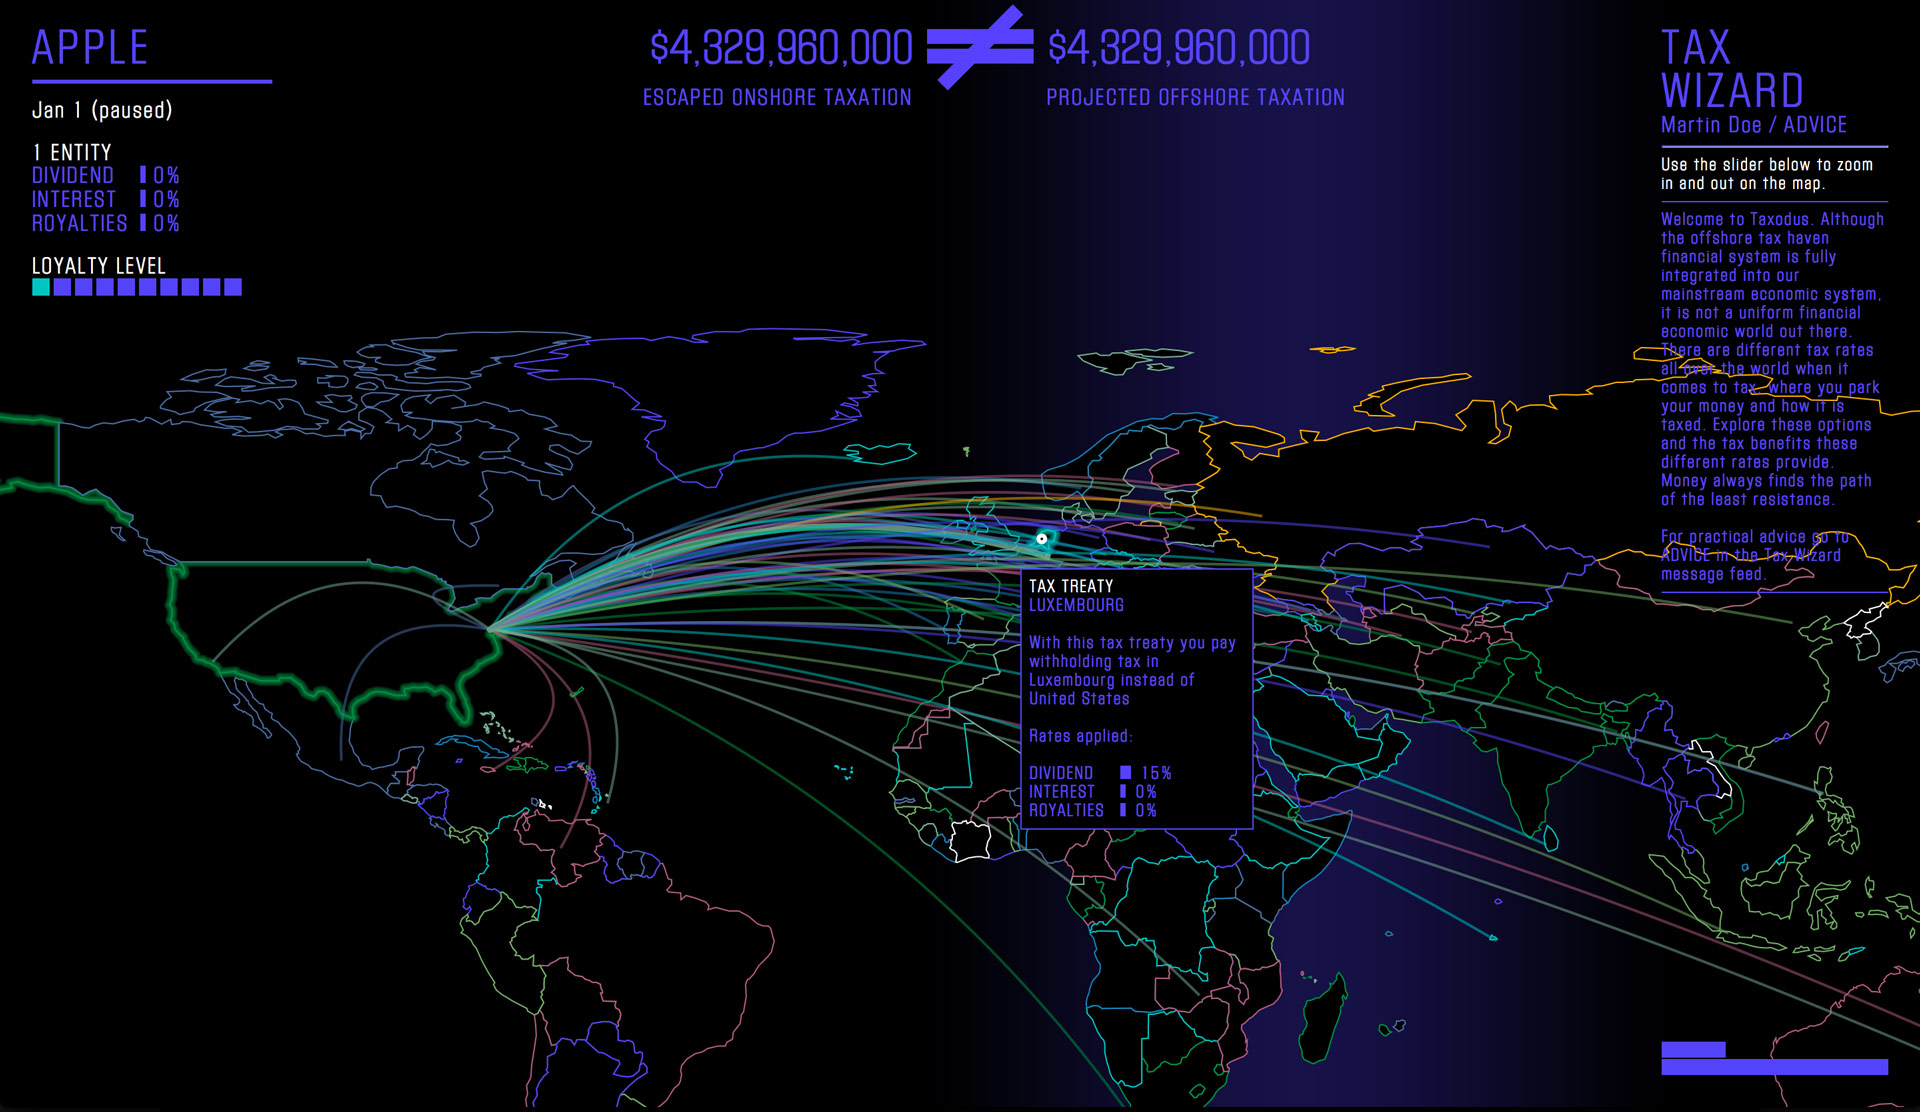 APPLE
Jan 1 (paused)
1 ENTITY
DIVIDEND 0%
INTEREST 0%
ROYALTIES 0%
LOYALTY LEVEL
$4,329,960,000 ≠ $4,329,960,000
ESCAPED ONSHORE TAXATION
PROJECTED OFFSHORE TAXATION
TAX
WIZARD
Martin Doe / ADVICE
Use the slider below to zoom
in and out on the map.
Welcome to Taxodus. Although
the offshore tax haven
financial system is fully
integrated into our
mainstream economic system,
it is not a uniform financial
economic world out there.
There are different tax rates
all over the world when it
comes to tax, where you park
your money and how it is
taxed. Explore these options
and the tax benefits these
different rates provide.
Money always finds the path
of the least resistance.
For practical advice go to
ADVICE in the Tax Wizard
message feed.
TAX TREATY
LUXEMBOURG
With this tax treaty you pay
withholding tax in
Luxembourg instead of
United States
Rates applied:
DIVIDEND 15%
INTEREST 0%
ROYALTIES 0%